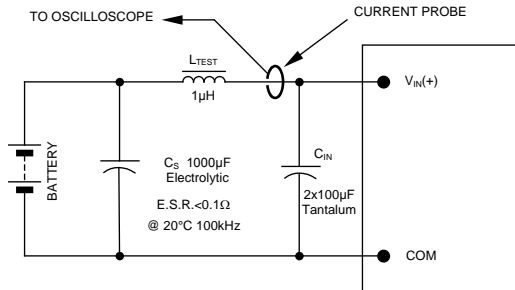 TO OSCILLOSCOPE
CURRENT PROBE
LTEST
1µH
VIN(+)
BATTERY
CS 1000µF
Electrolytic
E.S.R.<0.1Ω
@ 20°C 100kHz
CIN
2x100µF
Tantalum
COM